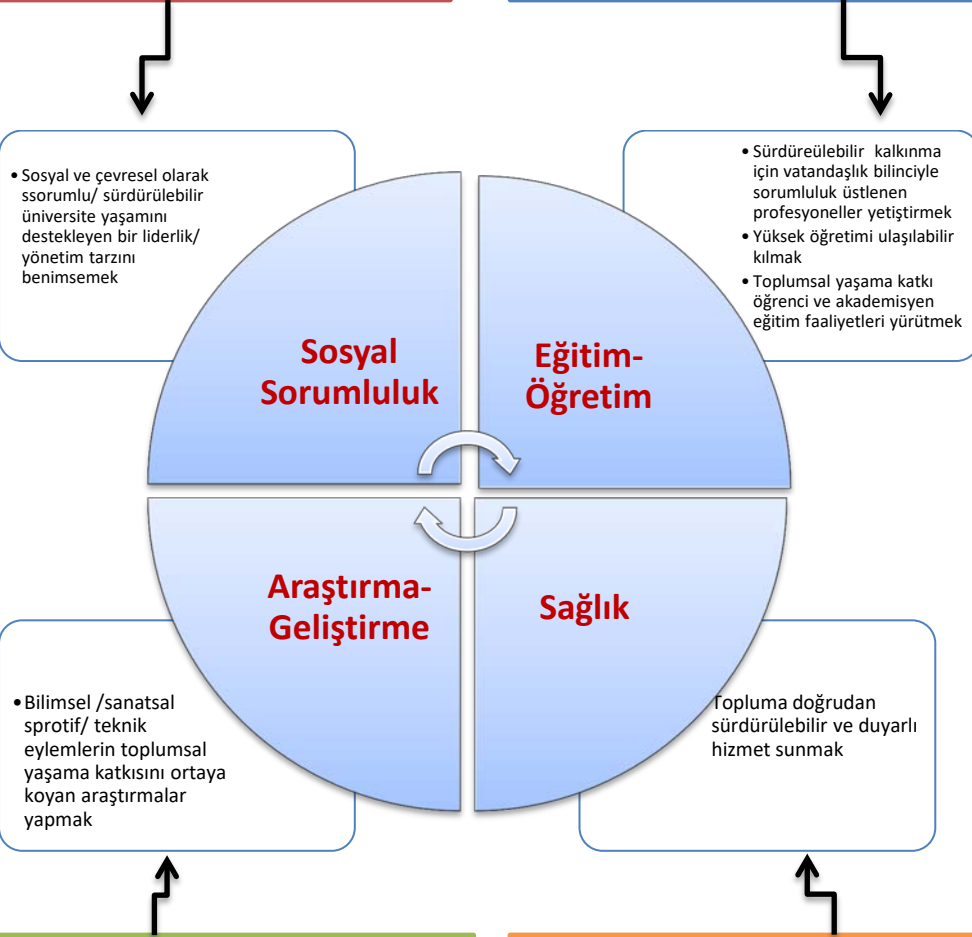 • Sosyal ve çevresel olarak
ssorumlu/ sürdürülebilir
üniversite yaşamını
destekleyen bir liderlik/
yönetim tarzını
benimsemek
• Sürdüreülebilir kalkınma
için vatandaşlık bilinciyle
sorumluluk üstlenen
profesyoneller yetiştirmek
• Yüksek öğretimi ulaşılabilir
kılmak
• Toplumsal yaşama katkı
öğrenci ve akademisyen
eğitim faaliyetleri yürütmek
Sosyal
Sorumluluk
Eğitim-
Öğretim
Araştırma-
Geliştirme
Sağlık
• Bilimsel /sanatsal
sprotif/ teknik
eylemlerin toplumsal
yaşama katkısını ortaya
koyan araştırmalar
yapmak
Topluma doğrudan
sürdürülebilir ve duyarlı
hizmet sunmak